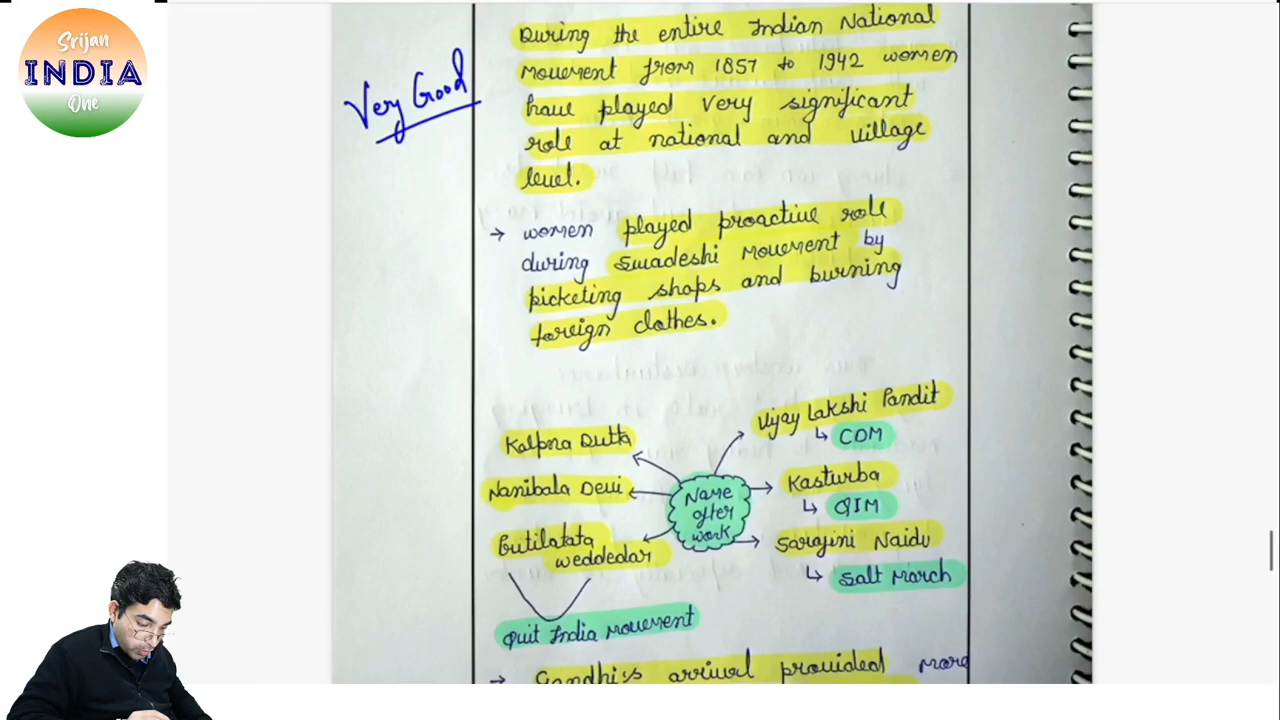 Srijan
INDIA
One
Very Good
During the entire Indian National
Movement from 1857 to 1942 women
have played very significant
role at national and village
level.
→ women played proactive role
during Swadeshi Movement by
picketing shops and burning
foreign clothes.
Kalpna Dutta
Nanibala Devi
Putilatata
weddedar
Quit India Movement
Name
after
work
Vijay Lakshi Pandit
↳ COM
Kasturba
↳ QIM
Sarojini Naidu
↳ Salt March
→ Gandhi's arrival provided more